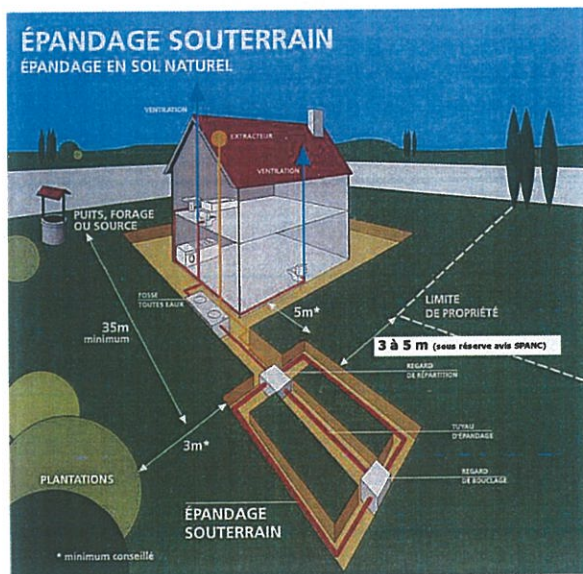 ÉPANDAGE SOUTERRAIN
ÉPANDAGE EN SOL NATUREL
VENTILATION
EXTRACTEUR
VENTILATION
PUITS, FORAGE
OU SOURCE
FOSSE
TOUTES EAUX
35m
minimum
5m*
LIMITE
DE PROPRIÉTÉ
3 à 5 m (sous réserve avis SPANC)
REGARD
DE RÉPARTITION
3m*
TUYAU
D'ÉPANDAGE
PLANTATIONS
REGARD
DE BOUCLAGE
ÉPANDAGE
SOUTERRAIN
* minimum conseillé